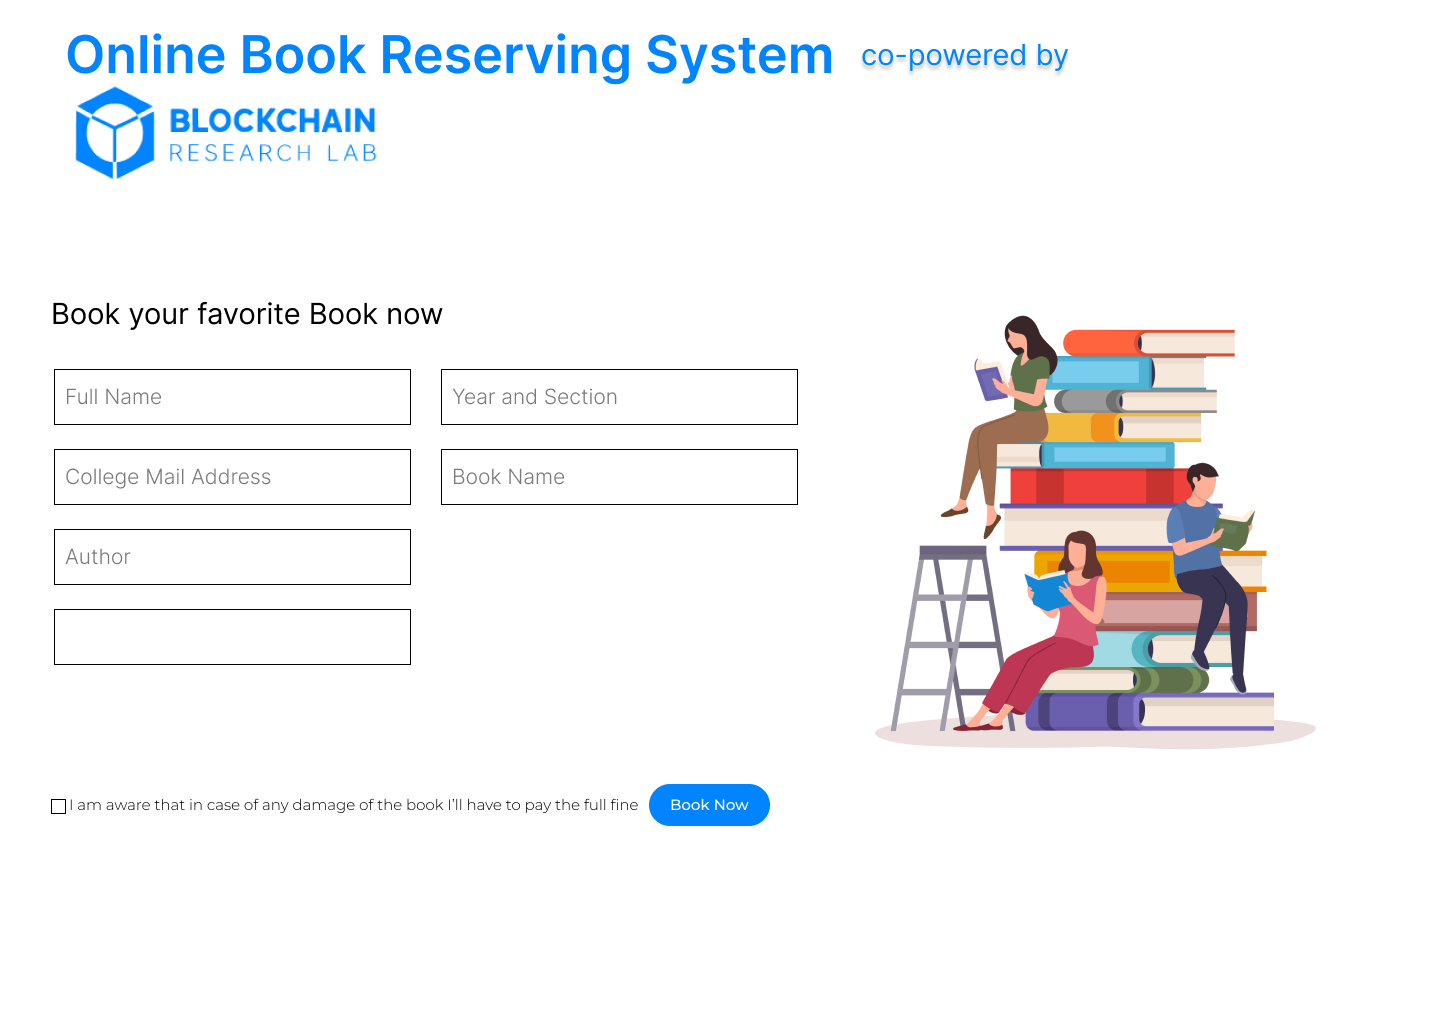 Online Book Reserving System co-powered by
BLOCKCHAIN
RESEARCH LAB
Book your favorite Book now
Full Name
Year and Section
College Mail Address
Book Name
Author
I am aware that in case of any damage of the book I’ll have to pay the full fine
Book Now